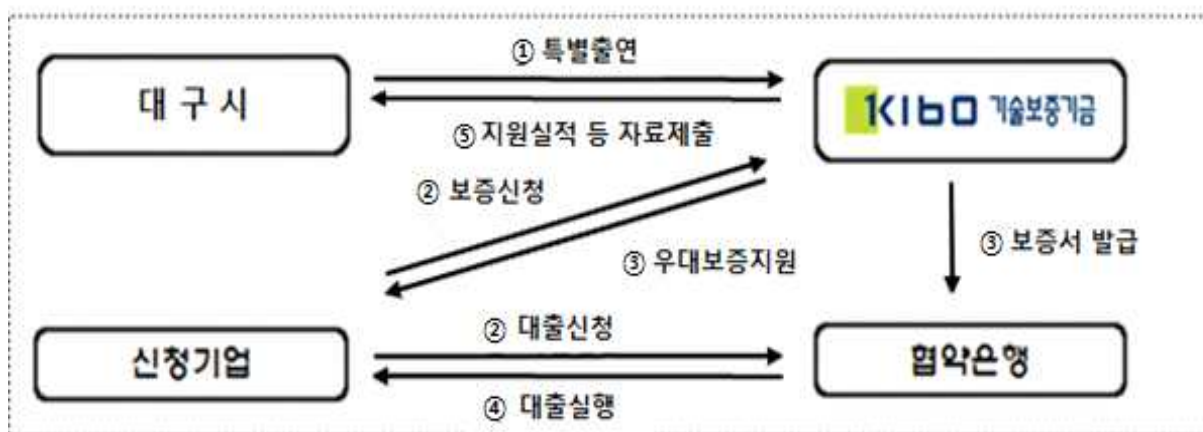 ① 특별출연
대 구 시
KIBO 기술보증기금
⑤ 지원실적 등 자료제출
② 보증신청
③ 우대보증지원
③ 보증서 발급
② 대출신청
신청기업
협약은행
④ 대출실행